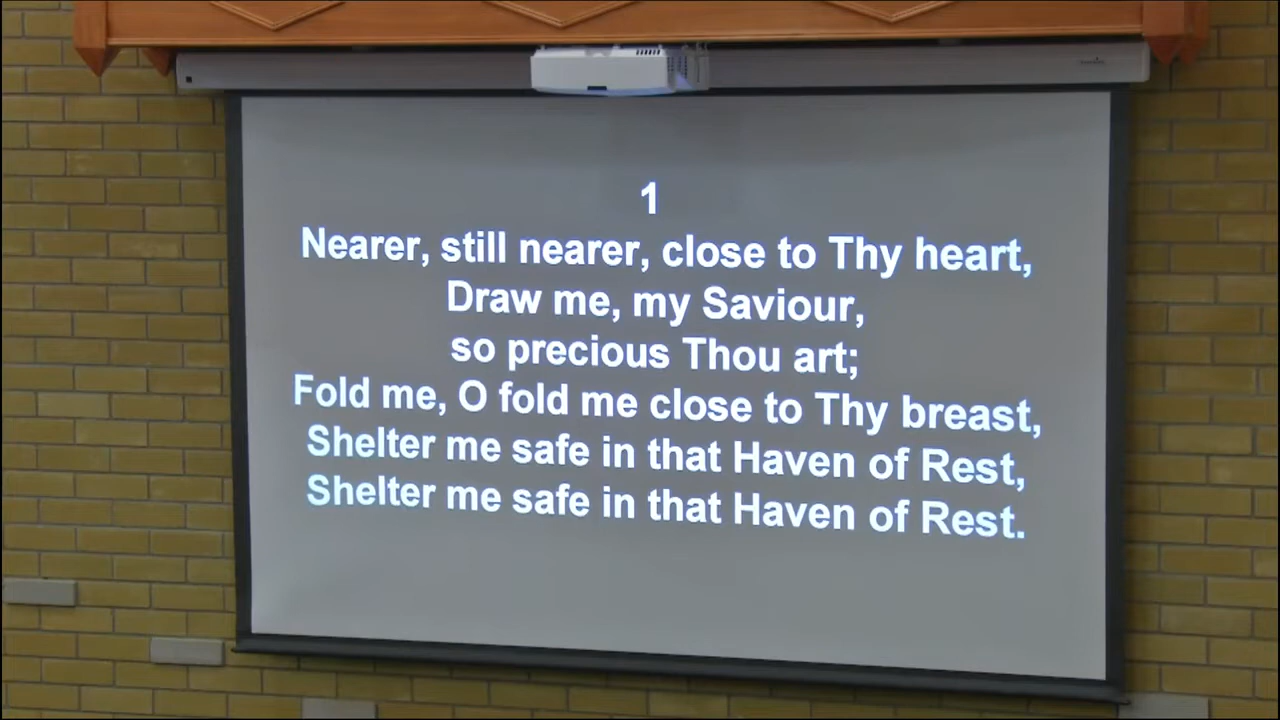 1
Nearer, still nearer, close to Thy heart,
Draw me, my Saviour,
so precious Thou art;
Fold me, O fold me close to Thy breast,
Shelter me safe in that Haven of Rest,
Shelter me safe in that Haven of Rest.